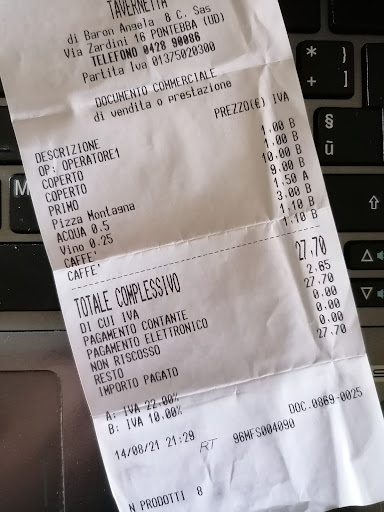 TAVERNETTA
di Baron Angola & C. Sas
Via Zardini 16 PONTEBBA (UD)
TELEFONO 0428 90086
Partita Iva 01375020300
DOCUMENTO COMMERCIALE
di vendita o prestazione
DESCRIZIONE PREZZO(E) IVA
OP: OPERATORE1
COPERTO 1,00 B
COPERTO 1,00 B
PRIMO 10,00 B
Pizza Montagna 9,00 B
ACQUA 0.5 1,50 A
Vino 0.25 3,00 B
CAFFE' 1,10 B
CAFFE' 1,10 B
TOTALE COMPLESSIVO 27,70
DI CUI IVA 2,65
PAGAMENTO CONTANTE 27,70
PAGAMENTO ELETTRONICO 0,00
NON RISCOSSO 0,00
RESTO 0,00
IMPORTO PAGATO 27,70
A: IVA 22,00%
B: IVA 10,00%
14/08/21 21:29 DOC.0869-0025
RT 96MFS004090
N PRODOTTI 8
* }
+ ]
§
ù
M